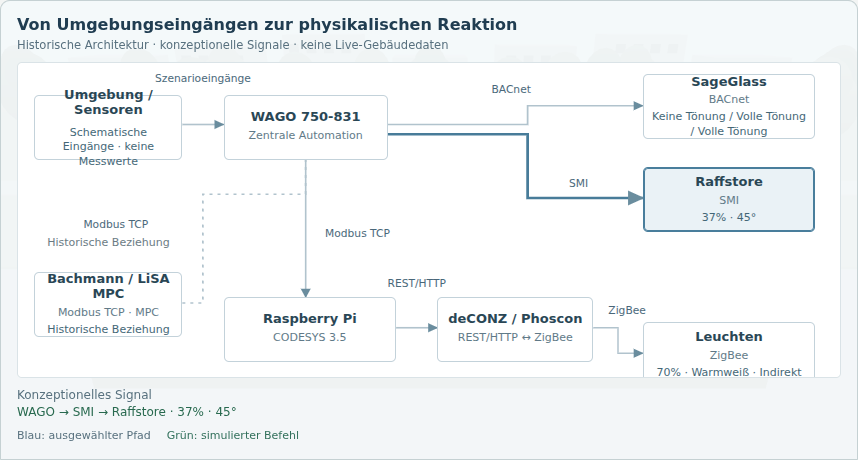 Von Umgebungseingängen zur physikalischen Reaktion
Historische Architektur · konzeptionelle Signale · keine Live-Gebäudedaten
Szenarioeingänge
Umgebung /
Sensoren
Schematische
Eingänge · keine
Messwerte
WAGO 750-831
Zentrale Automation
BACnet
SageGlass
BACnet
Keine Tönung / Volle Tönung
/ Volle Tönung
SMI
Raffstore
SMI
37% · 45°
Modbus TCP
Historische Beziehung
Modbus TCP
Bachmann / LiSA
MPC
Modbus TCP · MPC
Historische Beziehung
Raspberry Pi
CODESYS 3.5
REST/HTTP
deCONZ / Phoscon
REST/HTTP ↔ ZigBee
ZigBee
Leuchten
ZigBee
70% · Warmweiß · Indirekt
Konzeptionelles Signal
WAGO → SMI → Raffstore · 37% · 45°
Blau: ausgewählter Pfad Grün: simulierter Befehl